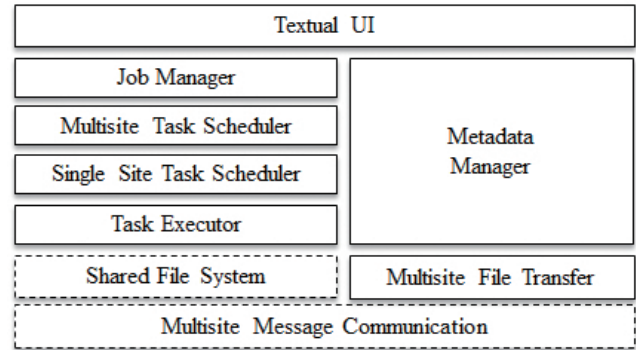 Textual UI
Job Manager
Multisite Task Scheduler
Single Site Task Scheduler
Task Executor
Metadata
Manager
Shared File System
Multisite File Transfer
Multisite Message Communication